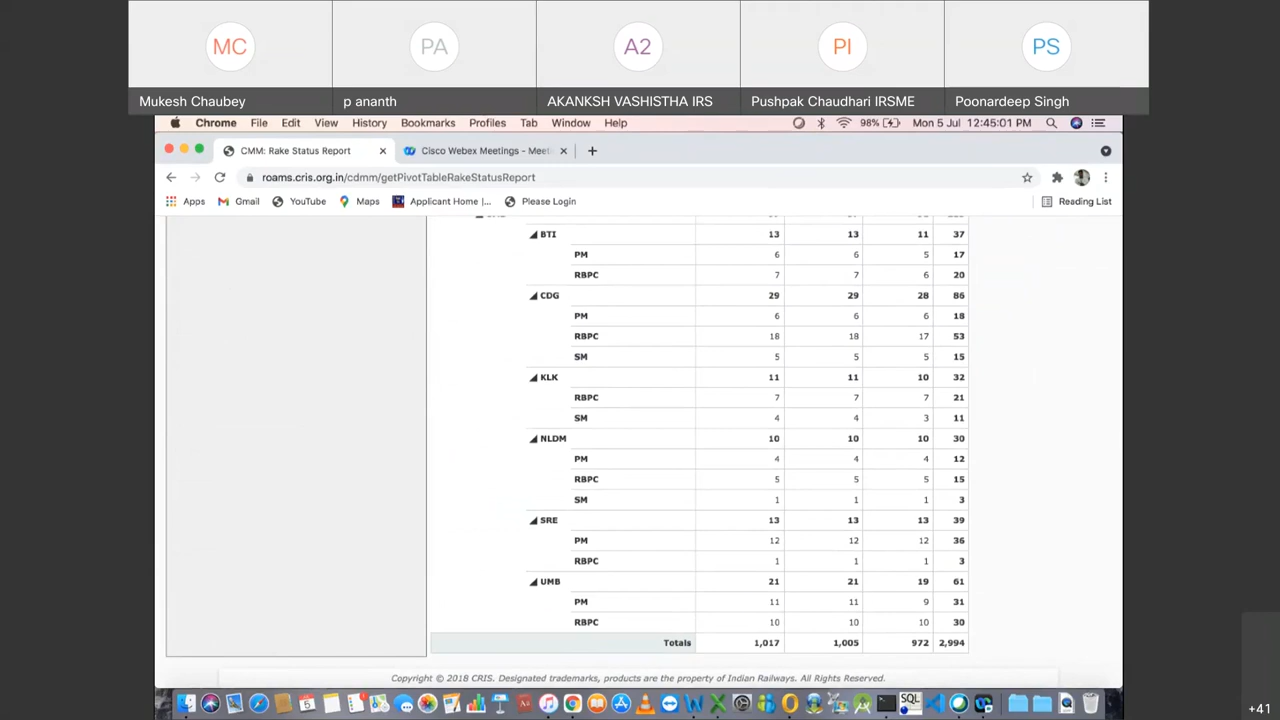 MC PA A2 PI PS
Mukesh Chaubey p ananth AKANKSH VASHISTHA IRS Pushpak Chaudhari IRSME Poonardeep Singh
Chrome File Edit View History Bookmarks Profiles Tab Window Help 98% Mon 5 Jul 12:45:01 PM
CMM: Rake Status Report Cisco Webex Meetings - Meet
roams.cris.org.in/cdmm/getPivotTableRakeStatusReport
Apps Gmail YouTube Maps Applicant Home |... Please Login Reading List
BTI 13 13 11 37
PM 6 6 5 17
RBPC 7 7 6 20
CDG 29 29 28 86
PM 6 6 6 18
RBPC 18 18 17 53
SM 5 5 5 15
KLK 11 11 10 32
RBPC 7 7 7 21
SM 4 4 3 11
NLDM 10 10 10 30
PM 4 4 4 12
RBPC 5 5 5 15
SM 1 1 1 3
SRE 13 13 13 39
PM 12 12 12 36
RBPC 1 1 1 3
UMB 21 21 19 61
PM 11 11 9 31
RBPC 10 10 10 30
Totals 1,017 1,005 972 2,994
Copyright © 2018 CRIS. Designated trademarks, products are the property of Indian Railways. All Rights Reserved.
SQL
+41